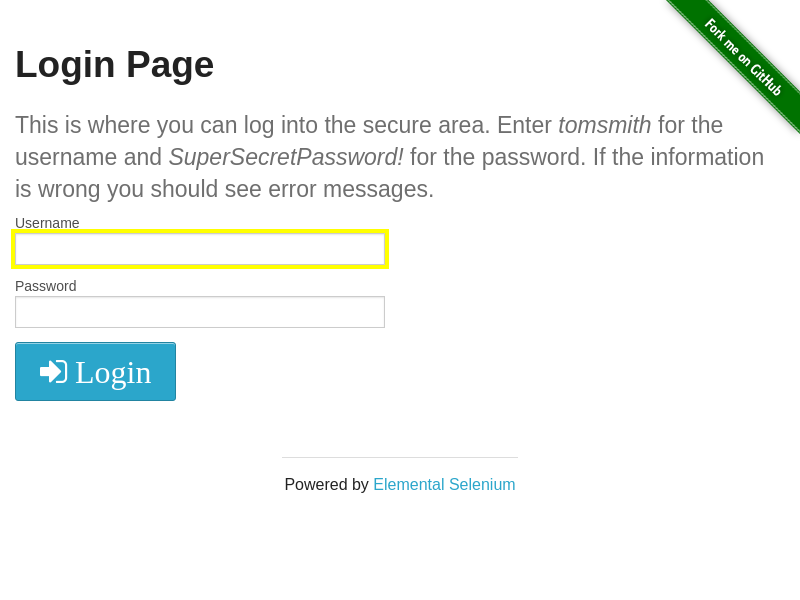 Fork me on GitHub
Login Page
This is where you can log into the secure area. Enter tomsmith for the
username and SuperSecretPassword! for the password. If the information
is wrong you should see error messages.
Username
Password
Login
Powered by Elemental Selenium